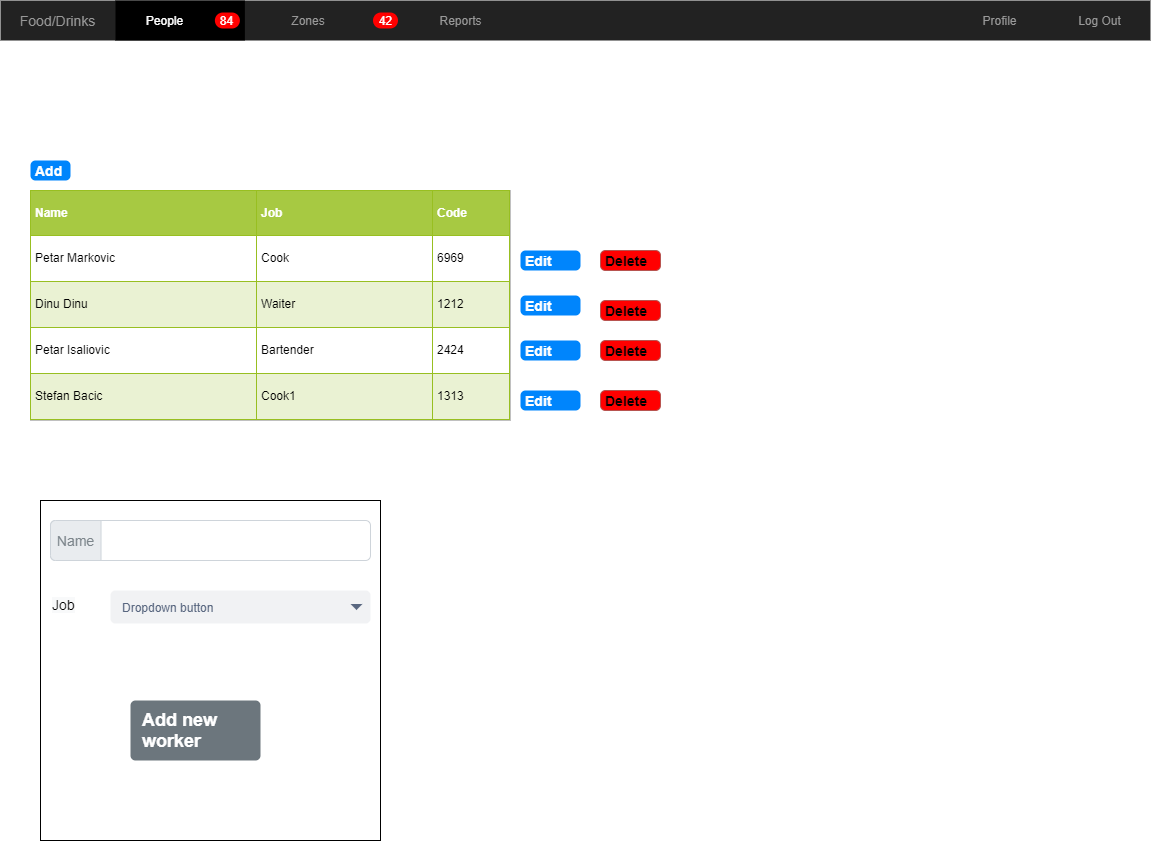 Food/Drinks People 84 Zones 42 Reports Profile Log Out
Add
Name Job Code
Petar Markovic Cook 6969 Edit Delete
Dinu Dinu Waiter 1212 Edit Delete
Petar Isaliovic Bartender 2424 Edit Delete
Stefan Bacic Cook1 1313 Edit Delete
Name
Job Dropdown button
Add new
worker